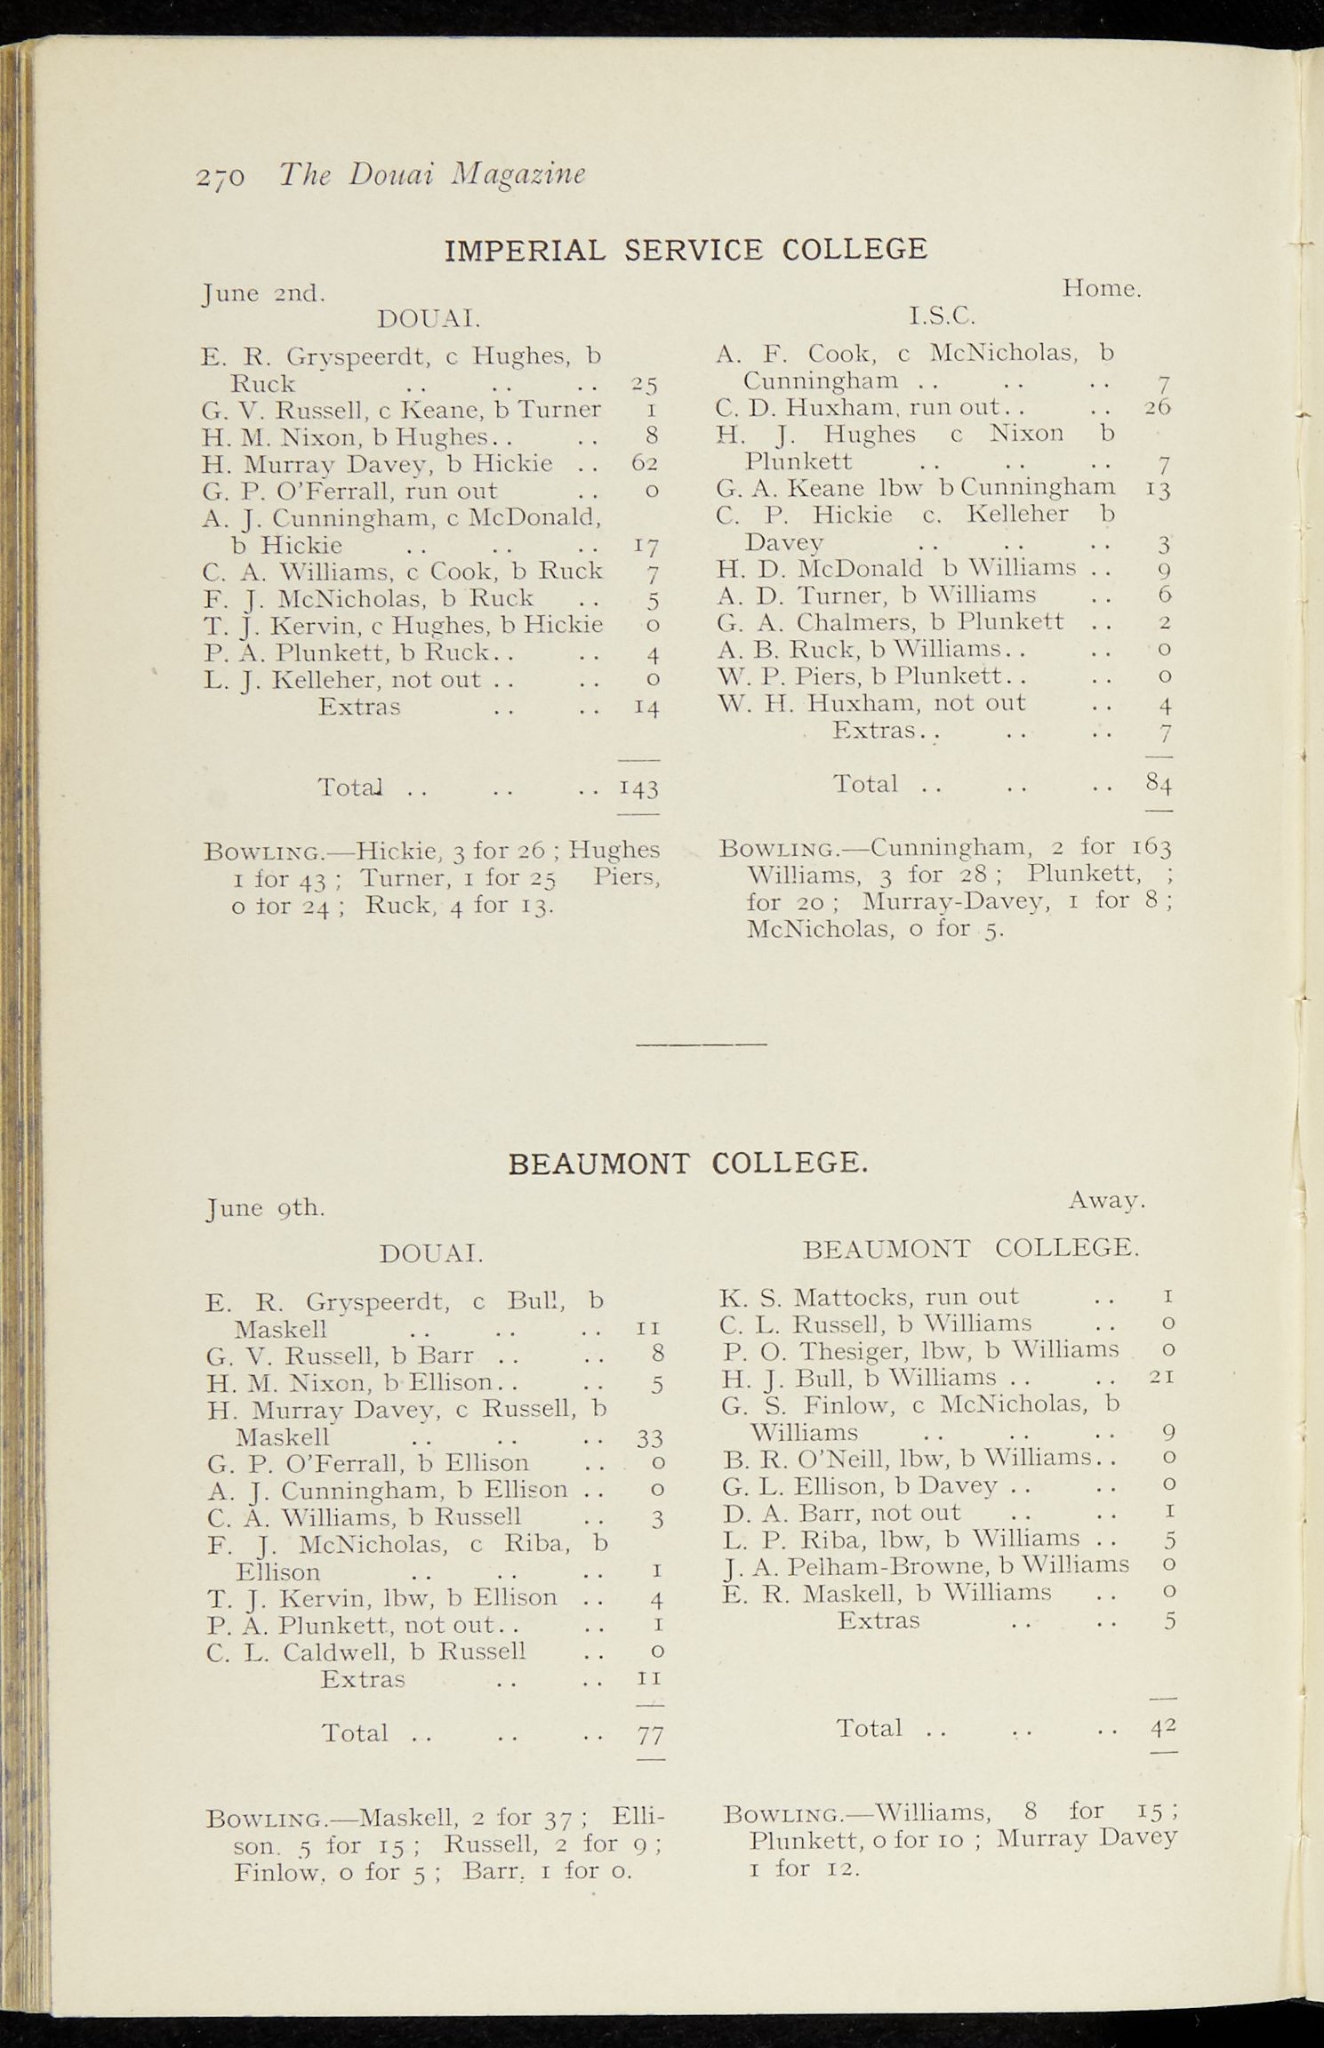 270 The Douai Magazine
IMPERIAL SERVICE COLLEGE
June 2nd. Home.
DOUAI.
E. R. Gryspeerdt, c Hughes, b
Ruck .. .. .. 25
G. V. Russell, c Keane, b Turner 1
H. M. Nixon, b Hughes.. .. 8
H. Murray Davey, b Hickie .. 62
G. P. O'Ferrall, run out .. 0
A. J. Cunningham, c McDonald,
b Hickie .. .. .. 17
C. A. Williams, c Cook, b Ruck 7
F. J. McNicholas, b Ruck .. 5
T. J. Kervin, c Hughes, b Hickie 0
P. A. Plunkett, b Ruck.. .. 4
L. J. Kelleher, not out .. .. 0
Extras .. .. 14
Total .. .. .. 143
BOWLING.—Hickie, 3 for 26 ; Hughes
1 for 43 ; Turner, 1 for 25 Piers,
0 for 24 ; Ruck, 4 for 13.
I.S.C.
A. F. Cook, c McNicholas, b
Cunningham .. .. .. 7
C. D. Huxham, run out.. .. 26
H. J. Hughes c Nixon b
Plunkett .. .. .. 7
G. A. Keane lbw b Cunningham 13
C. P. Hickie c. Kelleher b
Davey .. .. .. 3
H. D. McDonald b Williams .. 9
A. D. Turner, b Williams .. 6
G. A. Chalmers, b Plunkett .. 2
A. B. Ruck, b Williams.. .. 0
W. P. Piers, b Plunkett.. .. 0
W. H. Huxham, not out .. 4
Extras.. .. .. 7
Total .. .. .. 84
BOWLING.—Cunningham, 2 for 163
Williams, 3 for 28 ; Plunkett, ;
for 20 ; Murray-Davey, 1 for 8 ;
McNicholas, 0 for 5.
BEAUMONT COLLEGE.
June 9th. Away.
DOUAI.
E. R. Gryspeerdt, c Bull, b
Maskell .. .. .. 11
G. V. Russell, b Barr .. .. 8
H. M. Nixon, b Ellison.. .. 5
H. Murray Davey, c Russell, b
Maskell .. .. .. 33
G. P. O'Ferrall, b Ellison .. 0
A. J. Cunningham, b Ellison .. 0
C. A. Williams, b Russell .. 3
F. J. McNicholas, c Riba, b
Ellison .. .. .. 1
T. J. Kervin, lbw, b Ellison .. 4
P. A. Plunkett, not out.. .. 1
C. L. Caldwell, b Russell .. 0
Extras .. .. 11
Total .. .. .. 77
BOWLING.—Maskell, 2 for 37 ; Elli-
son. 5 for 15 ; Russell, 2 for 9 ;
Finlow, 0 for 5 ; Barr, 1 for 0.
BEAUMONT COLLEGE.
K. S. Mattocks, run out .. 1
C. L. Russell, b Williams .. 0
P. O. Thesiger, lbw, b Williams 0
H. J. Bull, b Williams .. .. 21
G. S. Finlow, c McNicholas, b
Williams .. .. .. 9
B. R. O'Neill, lbw, b Williams.. 0
G. L. Ellison, b Davey .. .. 0
D. A. Barr, not out .. .. 1
L. P. Riba, lbw, b Williams .. 5
J. A. Pelham-Browne, b Williams 0
E. R. Maskell, b Williams .. 0
Extras .. .. 5
Total .. .. .. 42
BOWLING.—Williams, 8 for 15 ;
Plunkett, 0 for 10 ; Murray Davey
1 for 12.